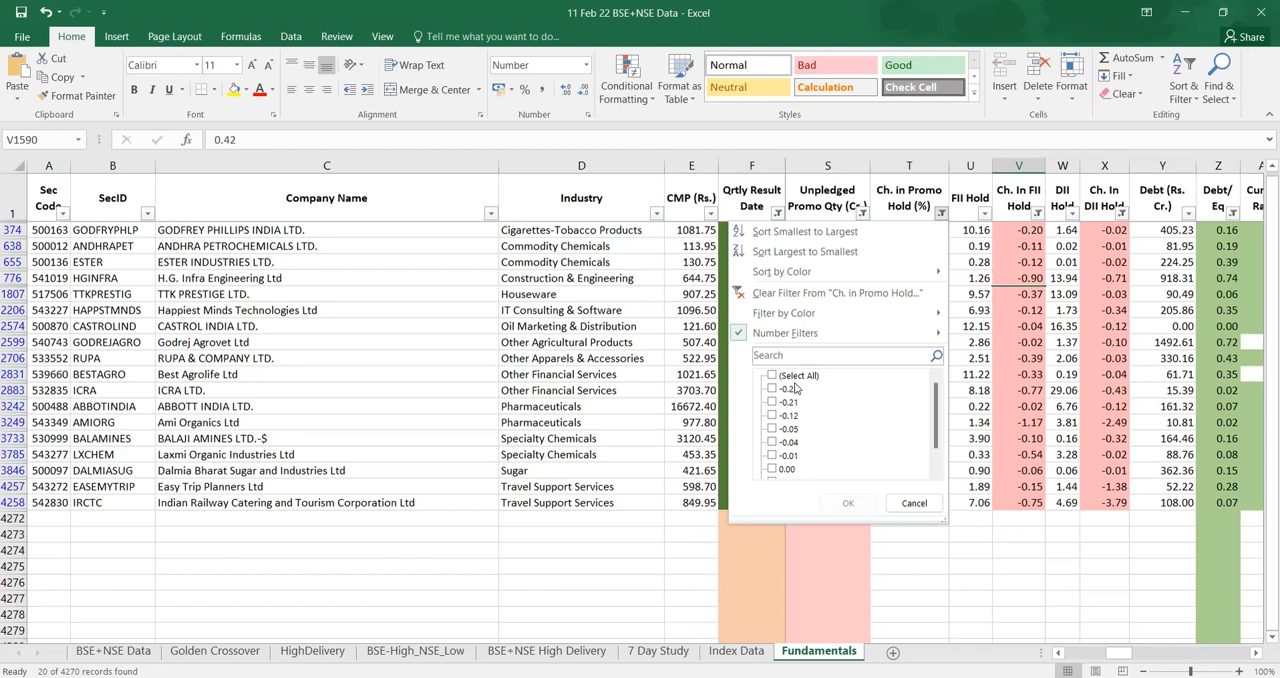 11 Feb 22 BSE+NSE Data - Excel
File Home Insert Page Layout Formulas Data Review View Tell me what you want to do... Share
Cut
Copy
Format Painter
Paste
Calibri 11
B I U
Wrap Text
Merge & Center
Number
% ,
Conditional Formatting
Format as Table
Normal Bad Good
Neutral Calculation Check Cell
Insert Delete Format
AutoSum
Fill
Clear
Sort & Filter
Find & Select
Clipboard Font Alignment Number Styles Cells Editing
V1590 fx 0.42
A B C D E F S T U V W X Y Z A
1 Sec Code SecID Company Name Industry CMP (Rs.) Qrtly Result Date Unpledged Promo Qty (Cr.) Ch. in Promo Hold (%) FII Hold Ch. In FII Hold DII Hold Ch. In DII Hold Debt (Rs. Cr.) Debt/ Eq
374 500163 GODFRYPHLP GODFREY PHILLIPS INDIA LTD. Cigarettes-Tobacco Products 1081.75 10.16 -0.20 1.64 -0.02 405.23 0.16
638 500012 ANDHRAPET ANDHRA PETROCHEMICALS LTD. Commodity Chemicals 113.95 0.19 -0.11 0.02 -0.01 81.95 0.19
655 500136 ESTER ESTER INDUSTRIES LTD. Commodity Chemicals 130.75 0.28 -0.12 0.01 -0.02 224.25 0.39
776 541019 HGINFRA H.G. Infra Engineering Ltd Construction & Engineering 644.75 1.26 -0.90 13.94 -0.71 918.31 0.74
1807 517506 TTKPRESTIG TTK PRESTIGE LTD. Houseware 907.25 9.57 -0.37 13.09 -0.03 90.49 0.06
2206 543227 HAPPSTMNDS Happiest Minds Technologies Ltd IT Consulting & Software 1096.50 6.93 -0.12 1.73 -0.34 205.86 0.35
2574 500870 CASTROLIND CASTROL INDIA LTD. Oil Marketing & Distribution 121.60 12.15 -0.04 16.35 -0.12 0.00 0.00
2599 540743 GODREJAGRO Godrej Agrovet Ltd Other Agricultural Products 507.40 2.86 -0.02 1.37 -0.10 1492.61 0.72
2706 533552 RUPA RUPA & COMPANY LTD. Other Apparels & Accessories 522.95 2.51 -0.39 2.06 -0.03 330.16 0.43
2831 539660 BESTAGRO Best Agrolife Ltd Other Financial Services 1021.65 11.22 -0.33 0.19 -0.01 61.71 0.35
2883 532835 ICRA ICRA LTD. Other Financial Services 3703.70 8.18 -0.77 29.06 -0.43 15.39 0.02
3242 500488 ABBOTINDIA ABBOTT INDIA LTD. Pharmaceuticals 16672.40 0.22 -0.02 6.76 -0.12 161.32 0.07
3249 543349 AMIORG Ami Organics Ltd Pharmaceuticals 977.80 1.34 -1.17 3.81 -2.49 10.81 0.02
3733 530999 BALAMINES BALAJI AMINES LTD.-$ Specialty Chemicals 3120.45 3.90 -0.10 0.16 -0.32 164.46 0.16
3785 500257 LXCHEM Laxmi Organic Industries Ltd Specialty Chemicals 453.35 0.33 -0.54 3.28 -0.02 88.76 0.08
3846 500097 DALMIASUG Dalmia Bharat Sugar and Industries Ltd Sugar 421.65 0.90 -0.06 0.06 -0.01 362.36 0.15
4257 543272 EASEMYTRIP Easy Trip Planners Ltd Travel Support Services 598.70 1.89 -0.15 1.44 -1.38 52.22 0.28
4258 542830 IRCTC Indian Railway Catering and Tourism Corporation Ltd Travel Support Services 849.95 7.06 -0.75 4.69 -3.79 108.00 0.07
4272
4273
4274
4275
4276
4277
4278
4279
Sort Smallest to Largest
Sort Largest to Smallest
Sort by Color
Clear Filter From "Ch. in Promo Hold..."
Filter by Color
Number Filters
Search
(Select All)
-0.21
-0.12
-0.05
-0.04
-0.01
0.00
OK Cancel
BSE+NSE Data Golden Crossover HighDelivery BSE-High_NSE_Low BSE+NSE High Delivery 7 Day Study Index Data Fundamentals
Ready 20 of 4270 records found 100%